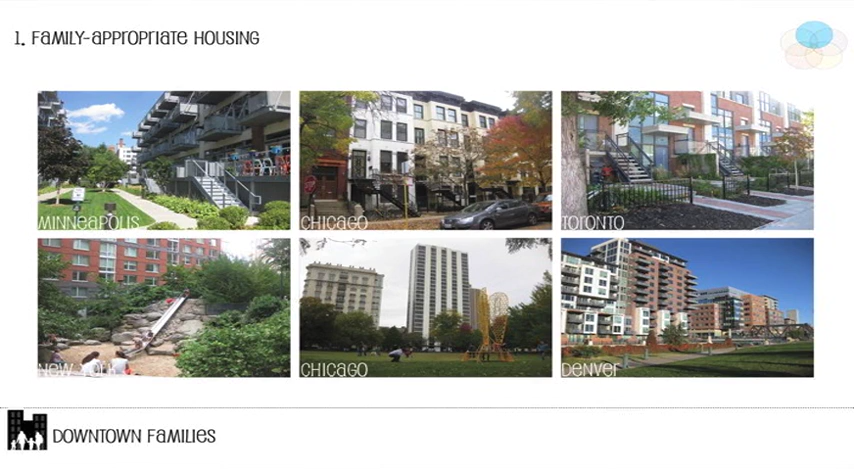 1. FAMILY-APPROPRIATE HOUSING
MINNEAPOLIS
CHICAGO
TORONTO
NEW YORK
CHICAGO
DENVER
DOWNTOWN FAMILIES